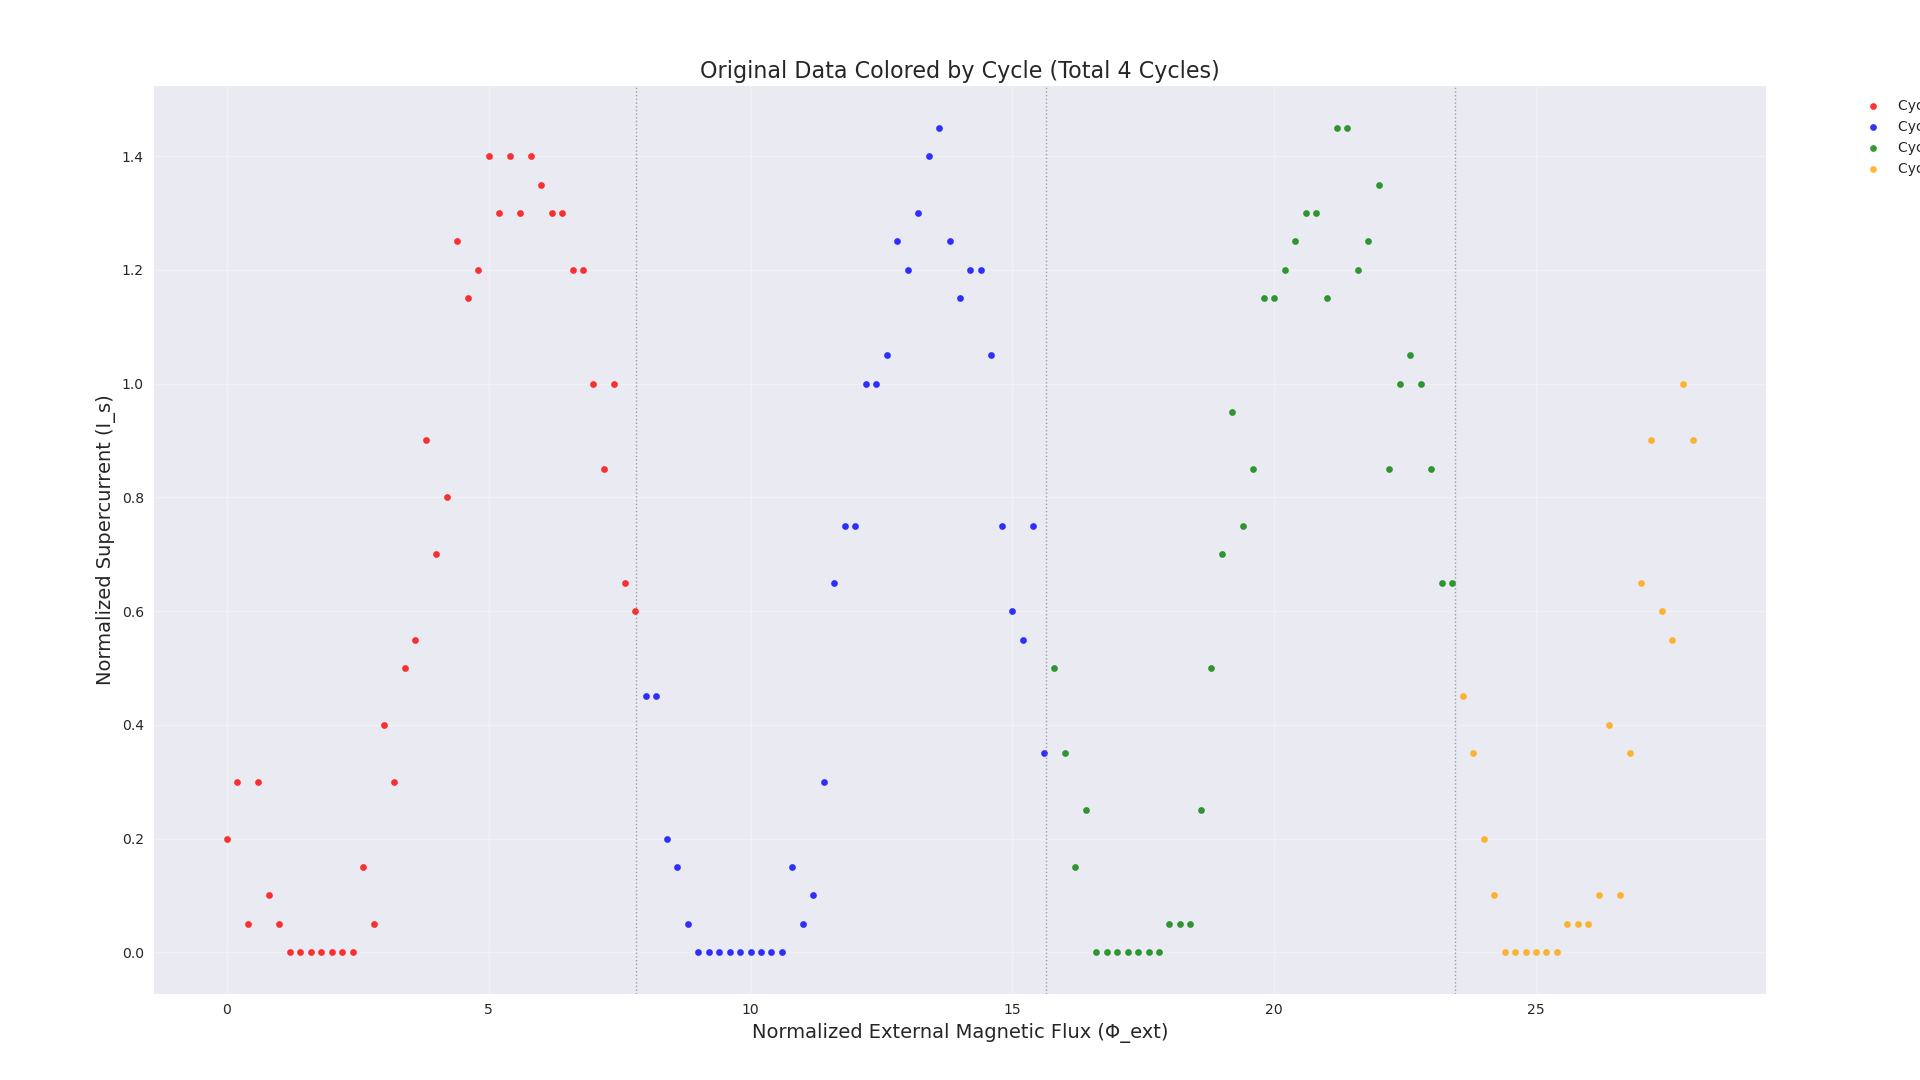 Original Data Colored by Cycle (Total 4 Cycles)
Normalized Supercurrent (I_s)
1.4
1.2
1.0
0.8
0.6
0.4
0.2
0.0
0
5
10
15
20
25
Normalized External Magnetic Flux (Φ_ext)
Cyc
Cyc
Cyc
Cyc